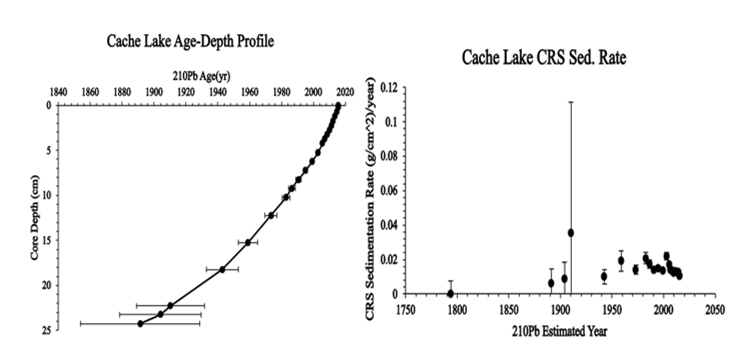 Cache Lake Age-Depth Profile
210Pb Age(yr)
1840 1860 1880 1900 1920 1940 1960 1980 2000 2020
0
5
10
15
20
25
Core Depth (cm)
Cache Lake CRS Sed. Rate
CRS Sedimentation Rate (g/cm^2)/year)
0.12
0.1
0.08
0.06
0.04
0.02
0
1750 1800 1850 1900 1950 2000 2050
210Pb Estimated Year